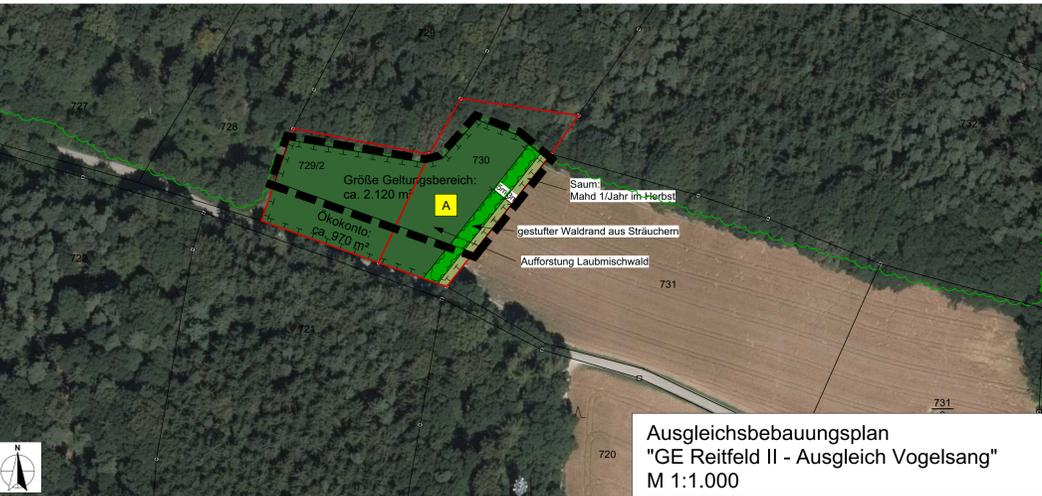 729
727
728
732
729/2
730
Größe Geltungsbereich:
ca. 2.120 m²
A
5m
3m
Saum:
Mahd 1/Jahr im Herbst
Ökokonto:
ca. 970 m²
gestufter Waldrand aus Sträuchern
Aufforstung Laubmischwald
731
721
731
720
N
Ausgleichsbebauungsplan
"GE Reitfeld II - Ausgleich Vogelsang"
M 1:1.000